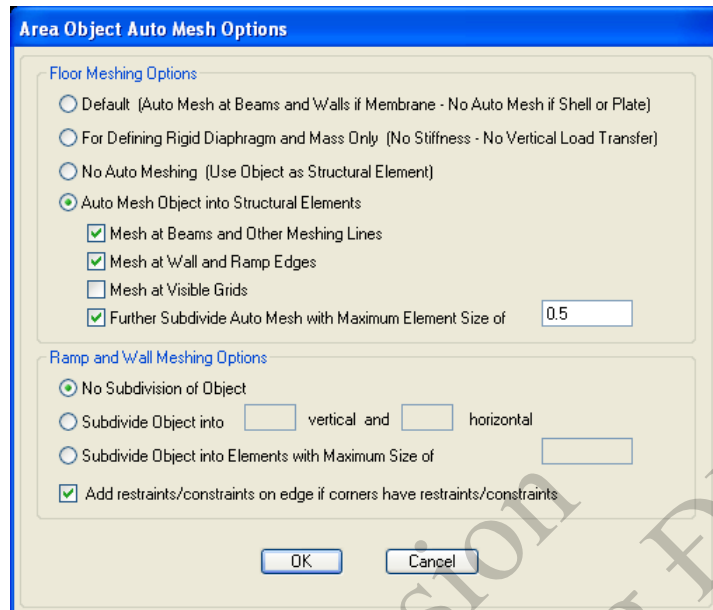 Area Object Auto Mesh Options
Floor Meshing Options
Default (Auto Mesh at Beams and Walls if Membrane - No Auto Mesh if Shell or Plate)
For Defining Rigid Diaphragm and Mass Only (No Stiffness - No Vertical Load Transfer)
No Auto Meshing (Use Object as Structural Element)
Auto Mesh Object into Structural Elements
Mesh at Beams and Other Meshing Lines
Mesh at Wall and Ramp Edges
Mesh at Visible Grids
Further Subdivide Auto Mesh with Maximum Element Size of 0.5
Ramp and Wall Meshing Options
No Subdivision of Object
Subdivide Object into vertical and horizontal
Subdivide Object into Elements with Maximum Size of
Add restraints/constraints on edge if corners have restraints/constraints
OK Cancel